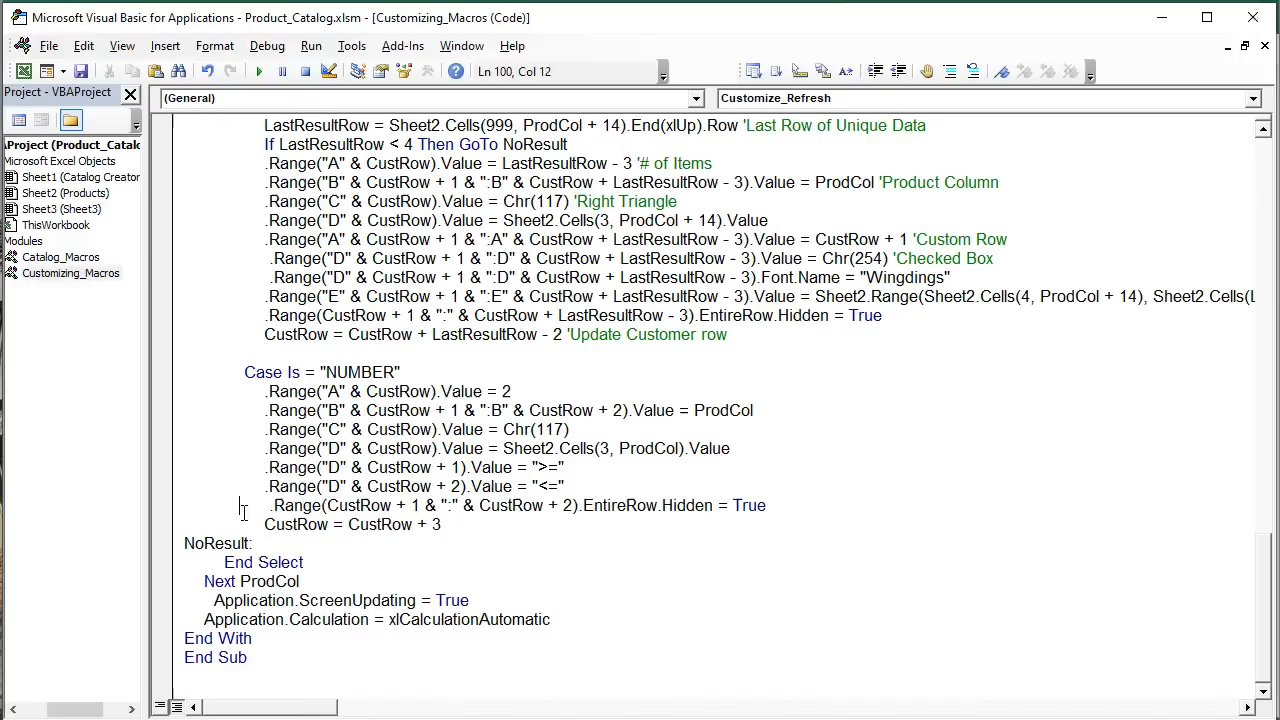 Microsoft Visual Basic for Applications - Product_Catalog.xlsm - [Customizing_Macros (Code)]
File Edit View Insert Format Debug Run Tools Add-Ins Window Help
Ln 100, Col 12
Project - VBAProject
(General)
Customize_Refresh
Project (Product_Catal
Microsoft Excel Objects
Sheet1 (Catalog Creator
Sheet2 (Products)
Sheet3 (Sheet3)
ThisWorkbook
Modules
Catalog_Macros
Customizing_Macros
LastResultRow = Sheet2.Cells(999, ProdCol + 14).End(xlUp).Row 'Last Row of Unique Data
If LastResultRow < 4 Then GoTo NoResult
.Range("A" & CustRow).Value = LastResultRow - 3 '# of Items
.Range("B" & CustRow + 1 & ":B" & CustRow + LastResultRow - 3).Value = ProdCol 'Product Column
.Range("C" & CustRow).Value = Chr(117) 'Right Triangle
.Range("D" & CustRow).Value = Sheet2.Cells(3, ProdCol + 14).Value
.Range("A" & CustRow + 1 & ":A" & CustRow + LastResultRow - 3).Value = CustRow + 1 'Custom Row
.Range("D" & CustRow + 1 & ":D" & CustRow + LastResultRow - 3).Value = Chr(254) 'Checked Box
.Range("D" & CustRow + 1 & ":D" & CustRow + LastResultRow - 3).Font.Name = "Wingdings"
.Range("E" & CustRow + 1 & ":E" & CustRow + LastResultRow - 3).Value = Sheet2.Range(Sheet2.Cells(4, ProdCol + 14), Sheet2.Cells(L
.Range(CustRow + 1 & ":" & CustRow + LastResultRow - 3).EntireRow.Hidden = True
CustRow = CustRow + LastResultRow - 2 'Update Customer row
Case Is = "NUMBER"
.Range("A" & CustRow).Value = 2
.Range("B" & CustRow + 1 & ":B" & CustRow + 2).Value = ProdCol
.Range("C" & CustRow).Value = Chr(117)
.Range("D" & CustRow).Value = Sheet2.Cells(3, ProdCol).Value
.Range("D" & CustRow + 1).Value = ">="
.Range("D" & CustRow + 2).Value = "<="
.Range(CustRow + 1 & ":" & CustRow + 2).EntireRow.Hidden = True
CustRow = CustRow + 3
NoResult:
End Select
Next ProdCol
Application.ScreenUpdating = True
Application.Calculation = xlCalculationAutomatic
End With
End Sub